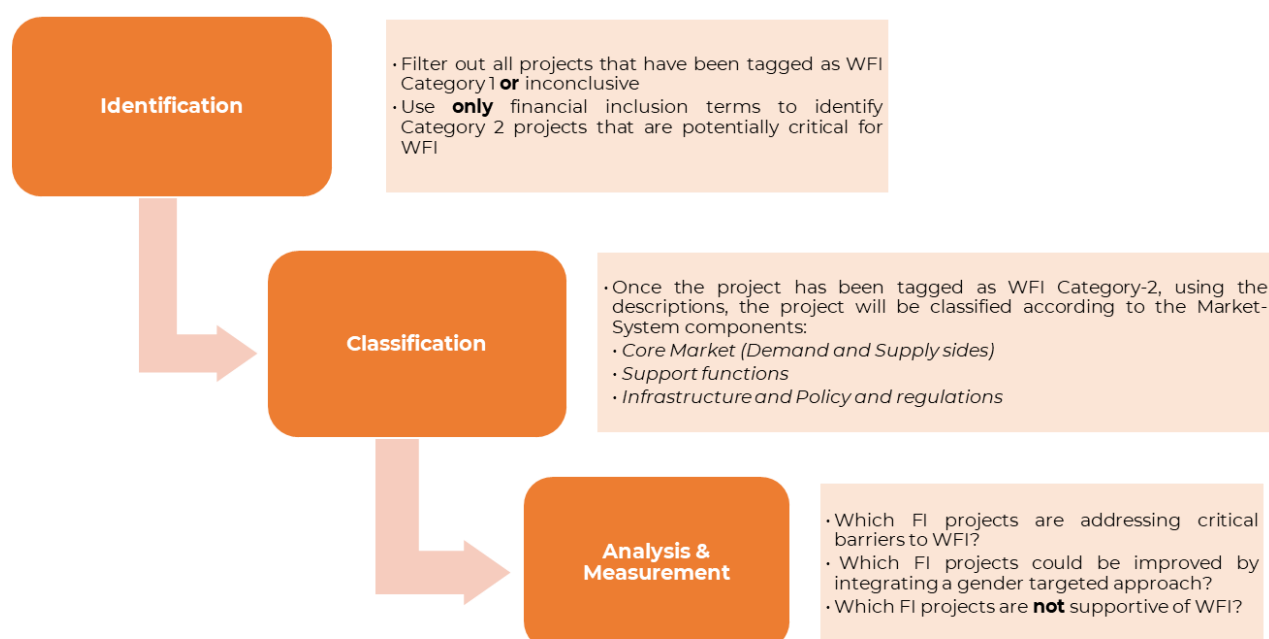 Identification
• Filter out all projects that have been tagged as WFI
Category 1 or inconclusive
• Use only financial inclusion terms to identify
Category 2 projects that are potentially critical for
WFI
Classification
• Once the project has been tagged as WFI Category-2, using the
descriptions, the project will be classified according to the Market-
System components:
• Core Market (Demand and Supply sides)
• Support functions
• Infrastructure and Policy and regulations
Analysis &
Measurement
• Which FI projects are addressing critical
barriers to WFI?
• Which FI projects could be improved by
integrating a gender targeted approach?
• Which FI projects are not supportive of WFI?